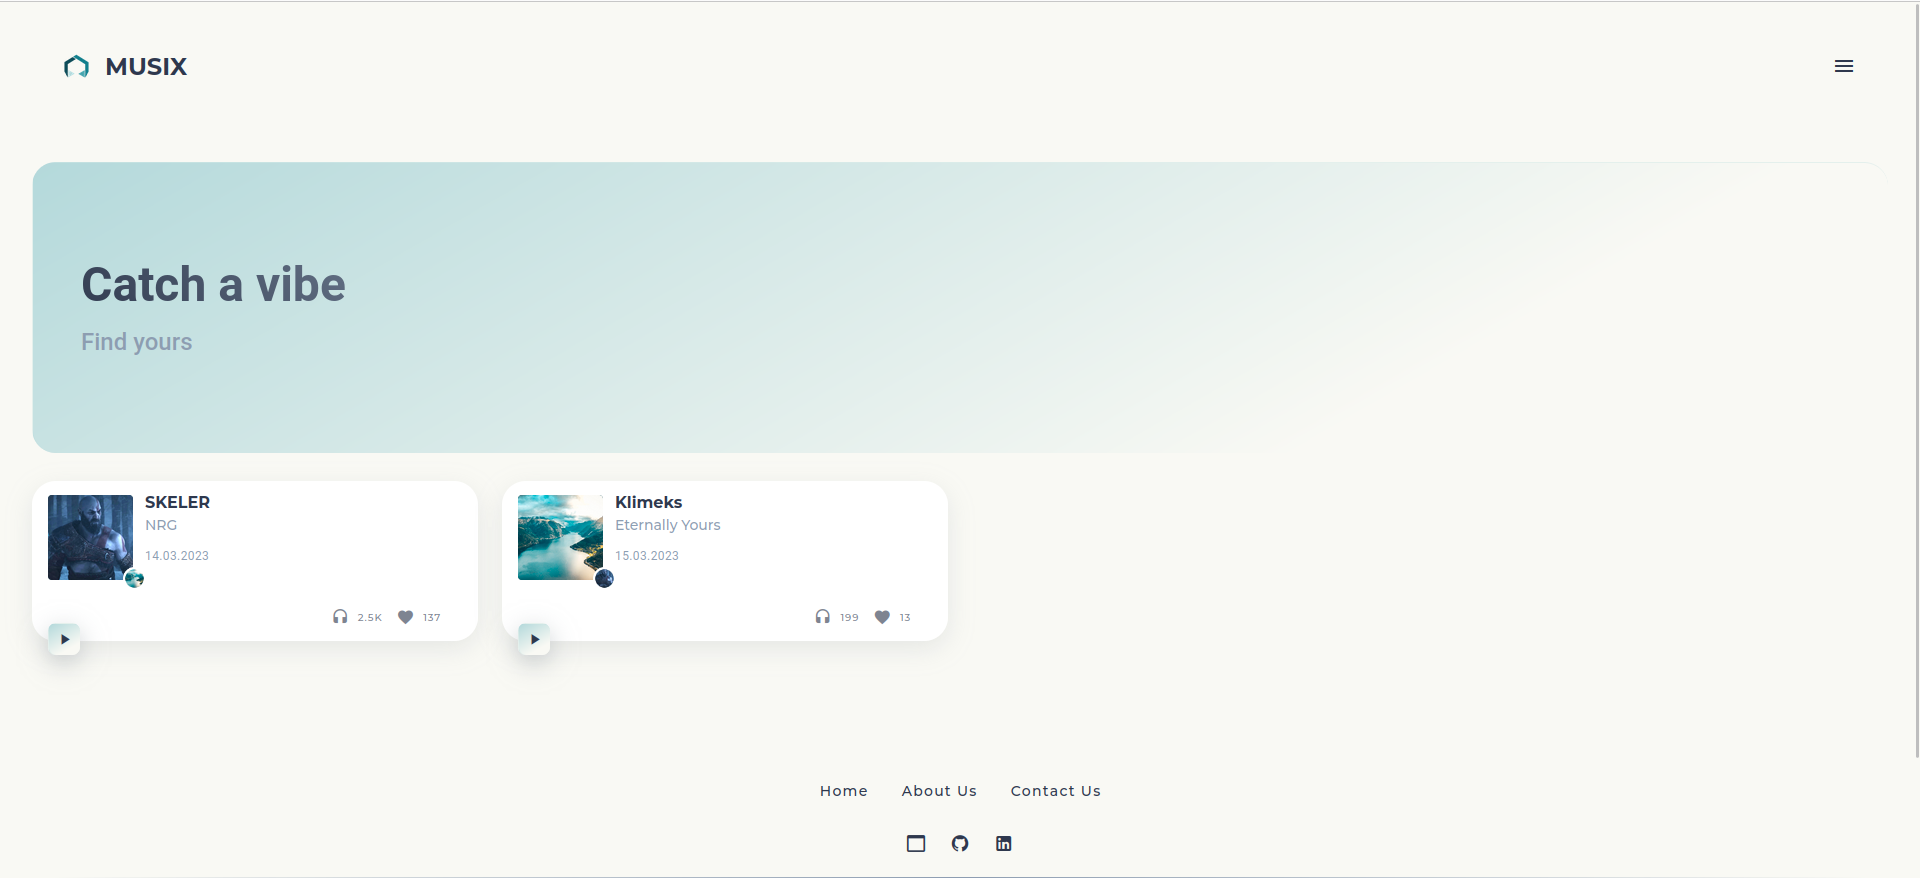 MUSIX
Catch a vibe
Find yours
SKELER
NRG
14.03.2023
2.5K 137
Klimeks
Eternally Yours
15.03.2023
199 13
Home About Us Contact Us